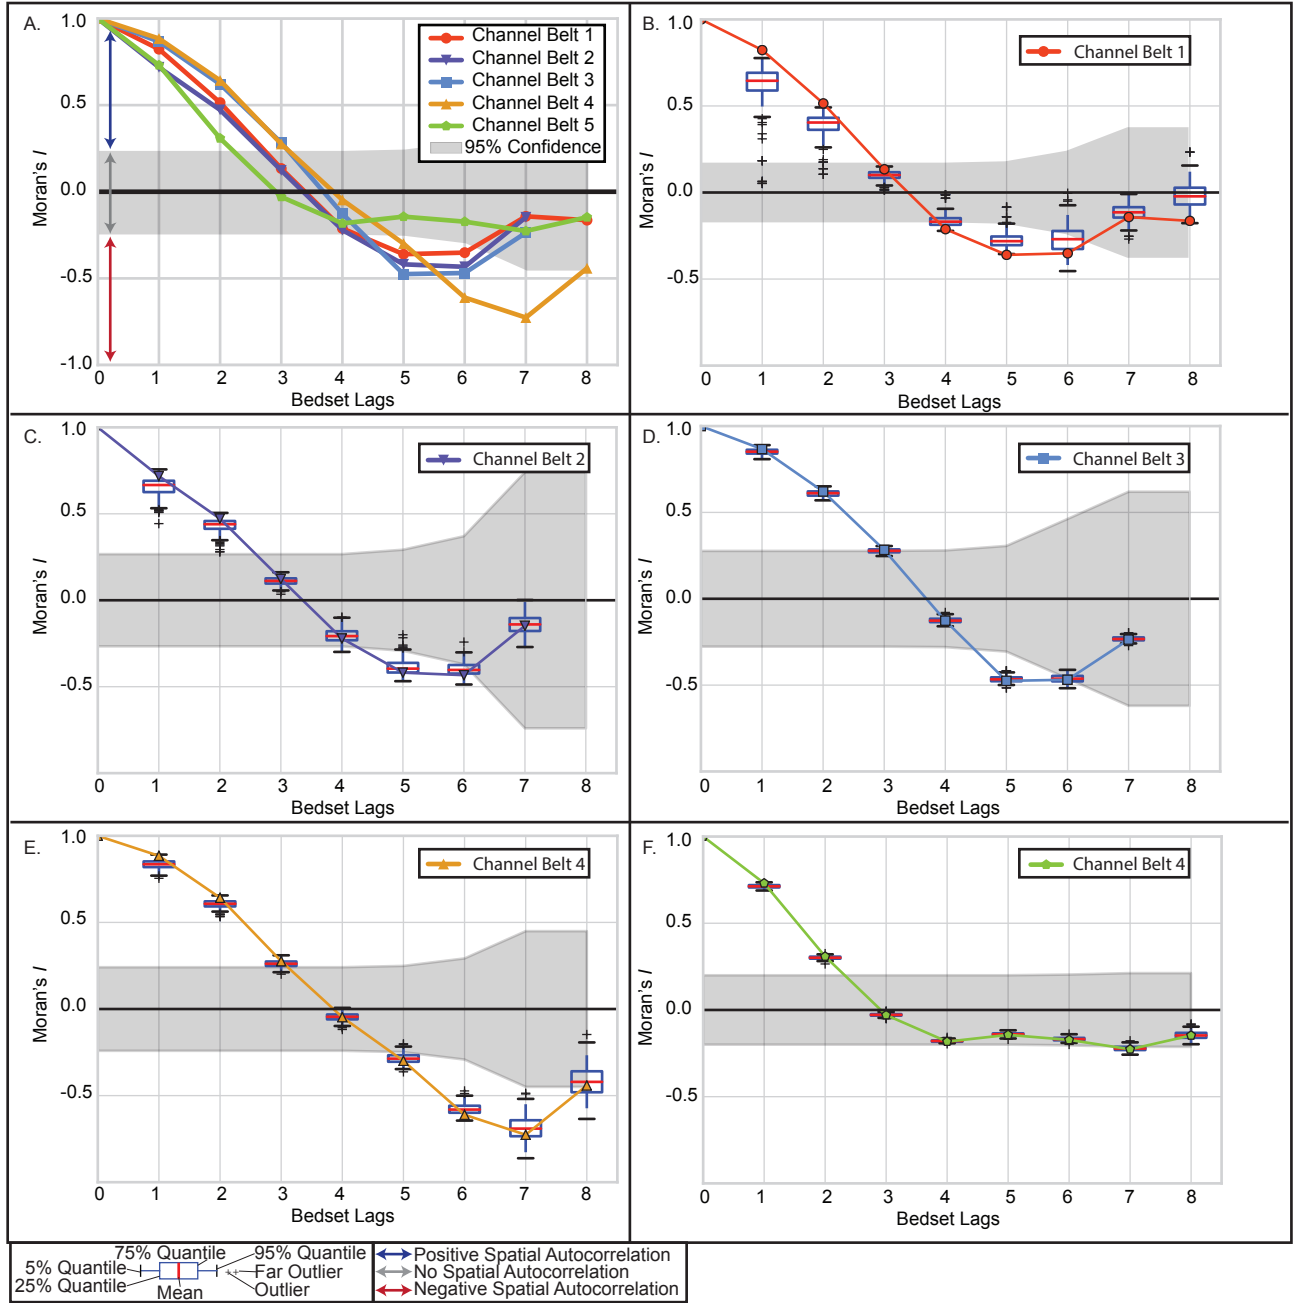 A.
1.0
0.5
0.0
-0.5
-1.0
Moran's I
0 1 2 3 4 5 6 7 8
Bedset Lags
Channel Belt 1
Channel Belt 2
Channel Belt 3
Channel Belt 4
Channel Belt 5
95% Confidence
B.
1.0
0.5
0.0
-0.5
Moran's I
0 1 2 3 4 5 6 7 8
Bedset Lags
Channel Belt 1
C.
1.0
0.5
0.0
-0.5
Moran's I
0 1 2 3 4 5 6 7 8
Bedset Lags
Channel Belt 2
D.
1.0
0.5
0.0
-0.5
Moran's I
0 1 2 3 4 5 6 7 8
Bedset Lags
Channel Belt 3
E.
1.0
0.5
0.0
-0.5
Moran's I
0 1 2 3 4 5 6 7 8
Bedset Lags
Channel Belt 4
F.
1.0
0.5
0.0
-0.5
Moran's I
0 1 2 3 4 5 6 7 8
Bedset Lags
Channel Belt 4
75% Quantile
95% Quantile
5% Quantile
Far Outlier
25% Quantile
Outlier
Mean
Positive Spatial Autocorrelation
No Spatial Autocorrelation
Negative Spatial Autocorrelation